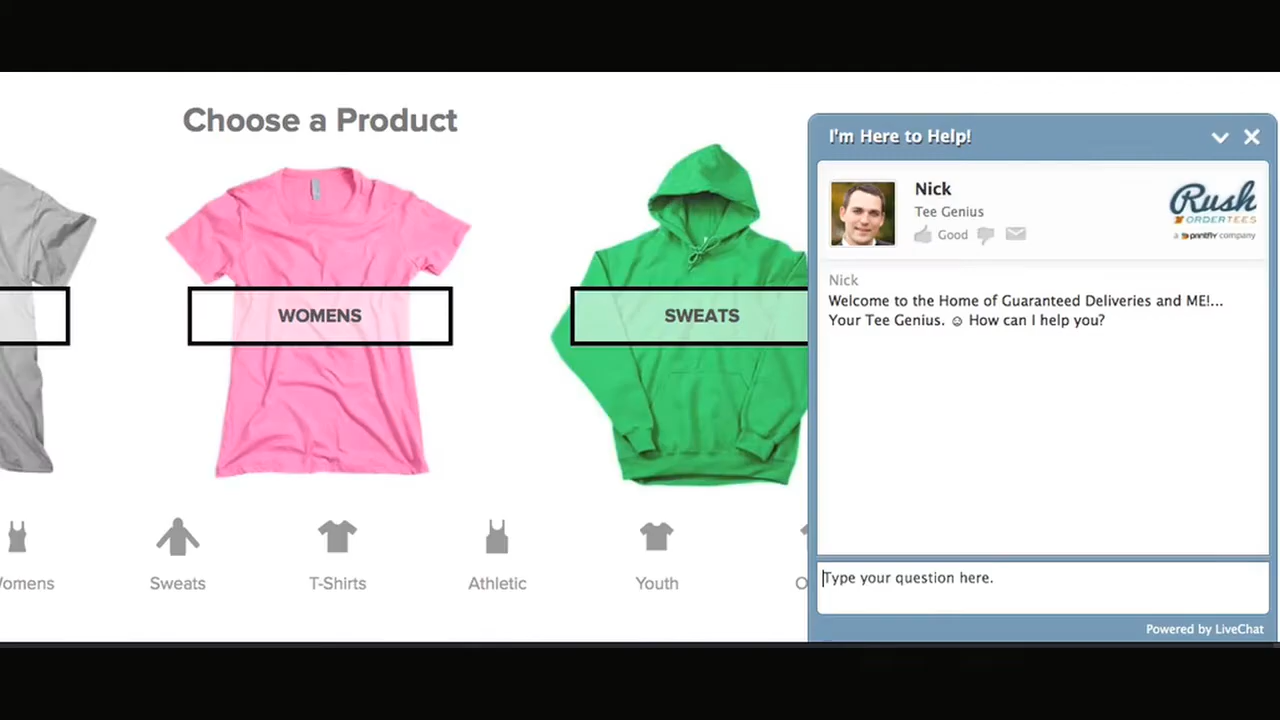 Choose a Product
WOMENS
SWEATS
Sweats
T-Shirts
Athletic
Youth
I'm Here to Help!
Nick
Tee Genius
Good
Rush
ORDERTEES
a printfly company
Nick
Welcome to the Home of Guaranteed Deliveries and ME!...
Your Tee Genius. ☺ How can I help you?
Type your question here.
Powered by LiveChat